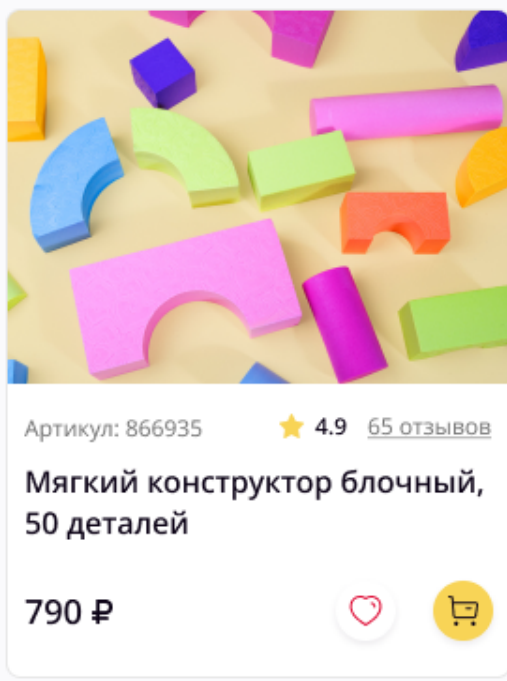 Артикул: 866935 4.9 65 отзывов
Мягкий конструктор блочный,
50 деталей
790 ₽